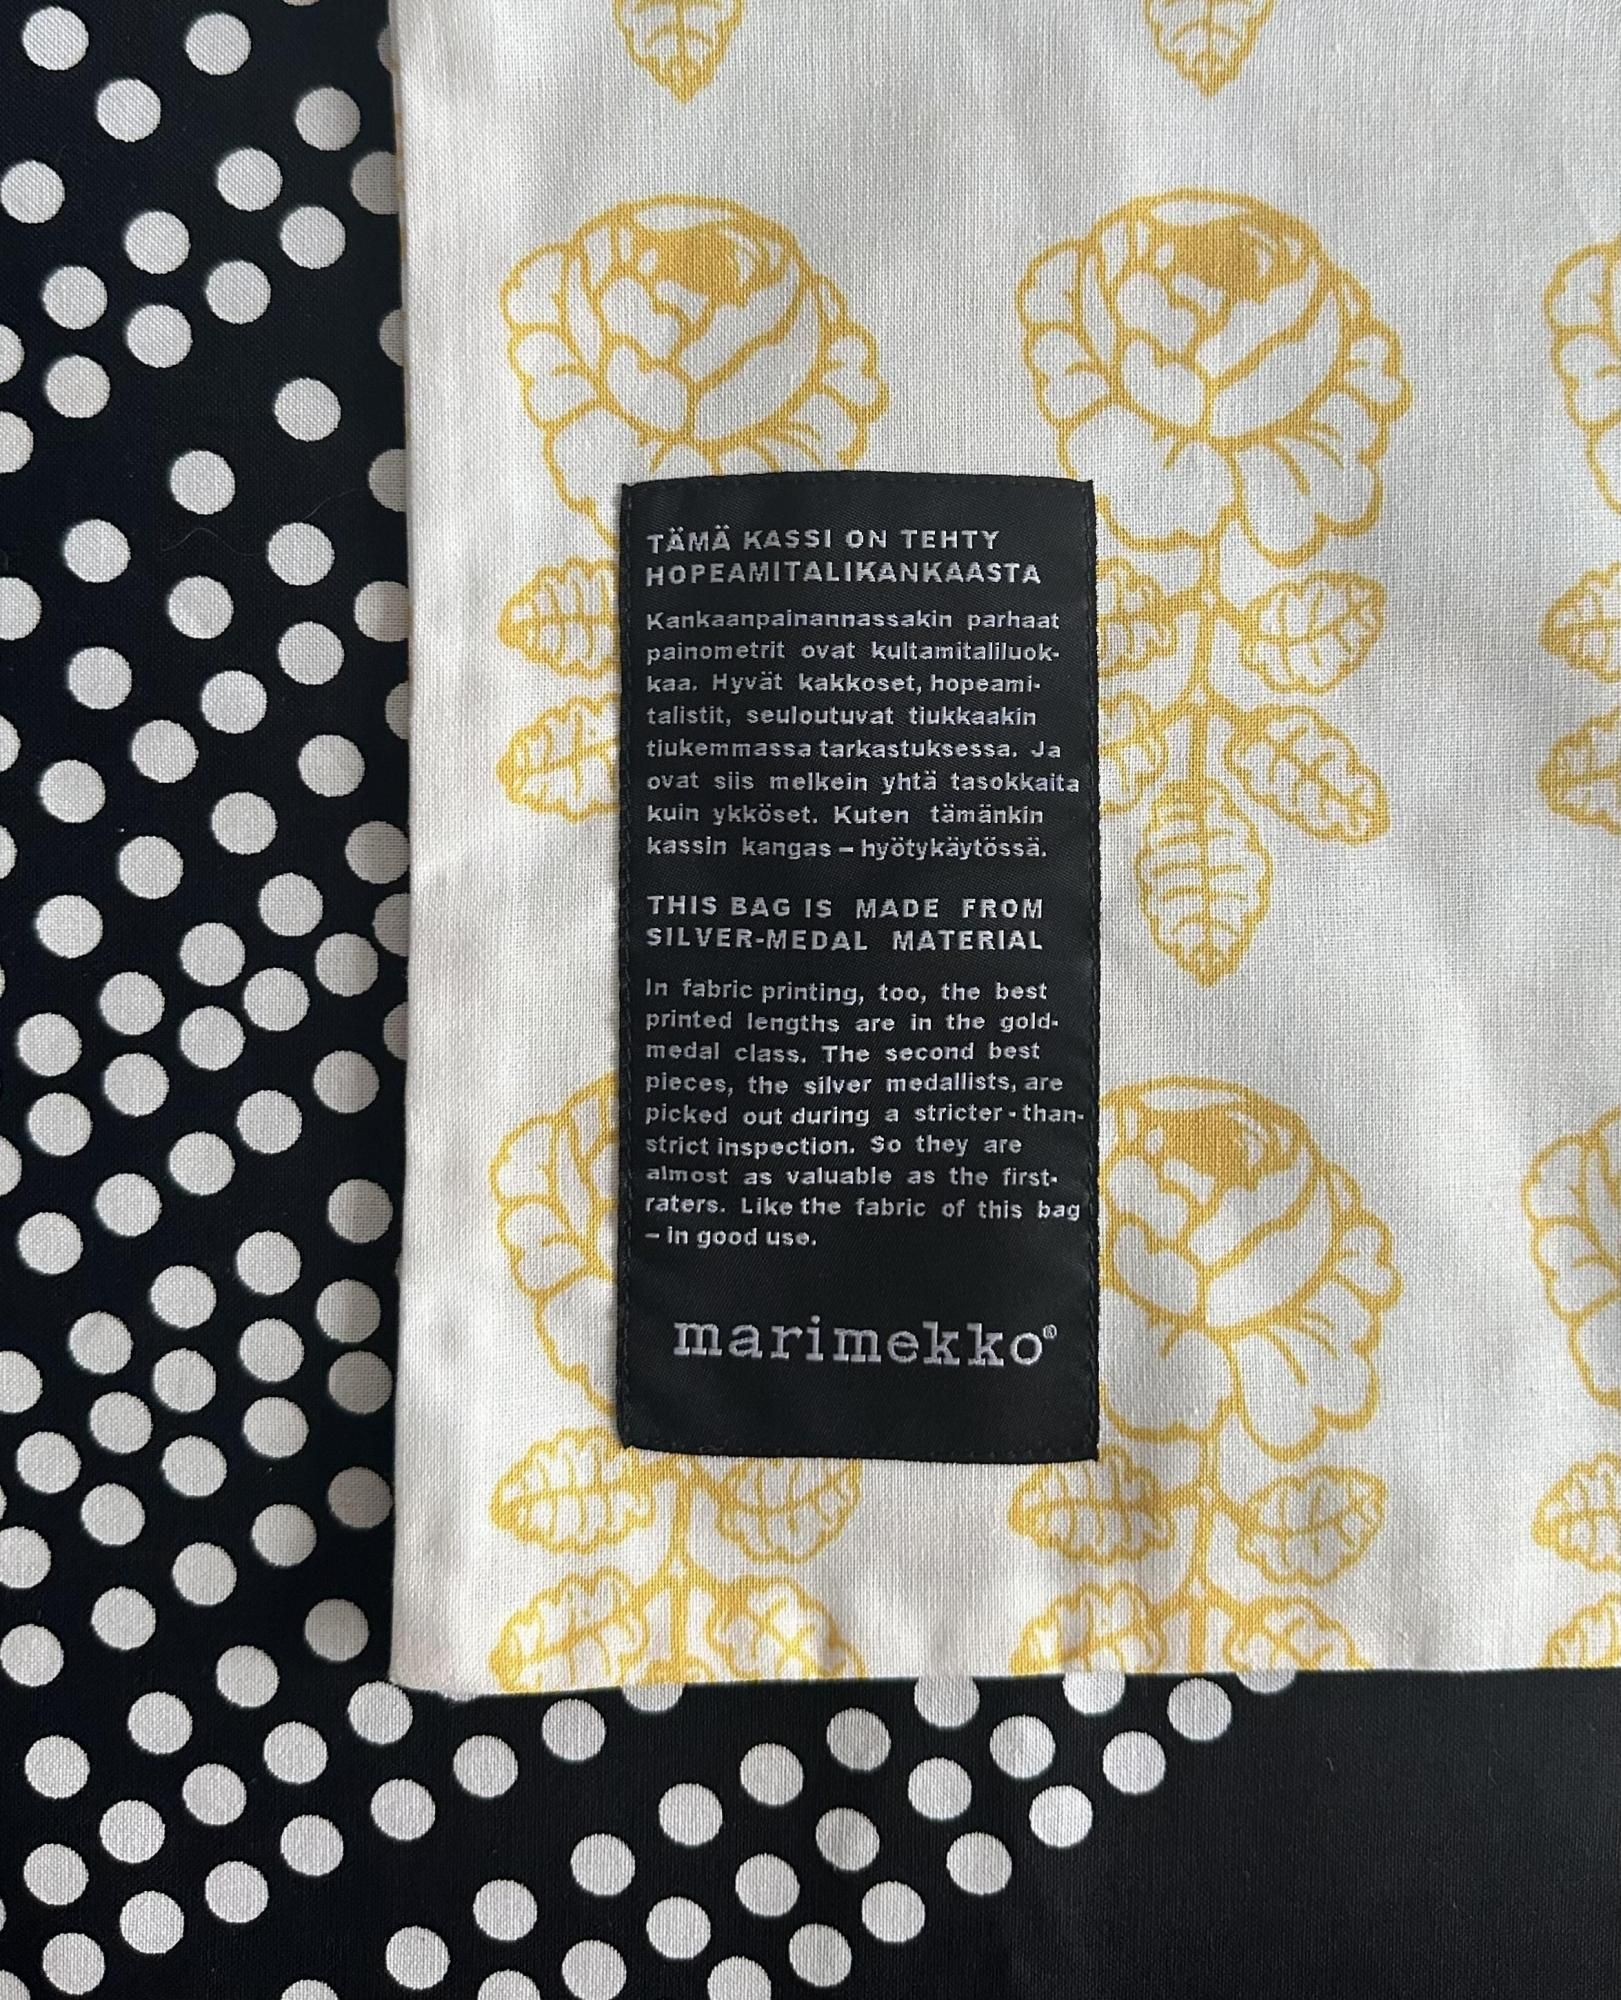 TÄMÄ KASSI ON TEHTY
HOPEAMITALIKANKAASTA
Kankaanpainannassakin parhaat
painometrit ovat kultamitaliluok-
kaa. Hyvät kakkoset, hopeami-
talistit, seuloutuvat tiukkaakin
tiukemmassa tarkastuksessa. Ja
ovat siis melkein yhtä tasokkaita
kuin ykköset. Kuten tämänkin
kassin kangas – hyötykäytössä.
THIS BAG IS MADE FROM
SILVER-MEDAL MATERIAL
In fabric printing, too, the best
printed lengths are in the gold-
medal class. The second best
pieces, the silver medallists, are
picked out during a stricter-than-
strict inspection. So they are
almost as valuable as the first-
raters. Like the fabric of this bag
– in good use.
marimekko®